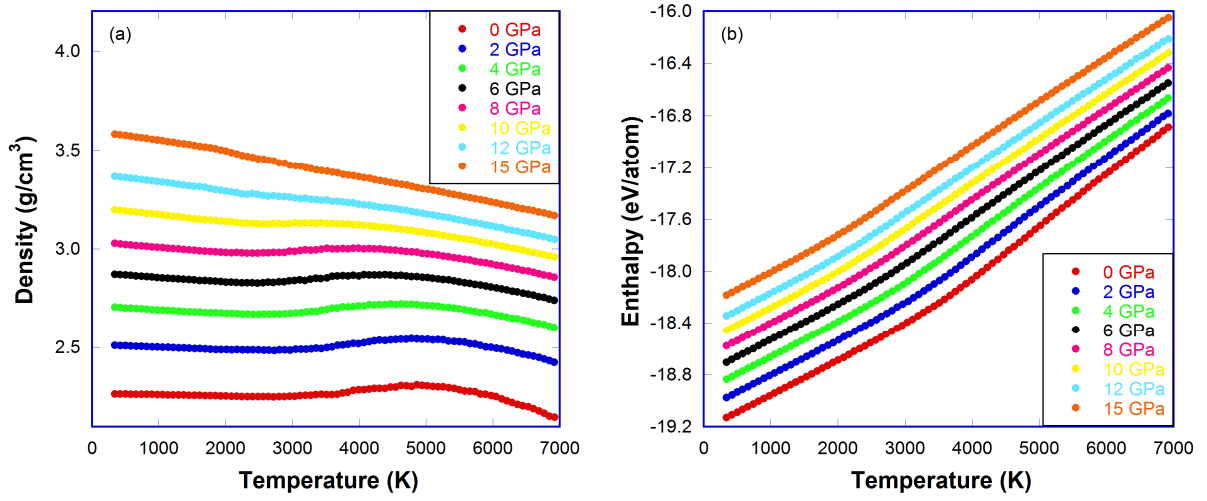 (a)
0 GPa
2 GPa
4 GPa
6 GPa
8 GPa
10 GPa
12 GPa
15 GPa
4.0
3.5
3.0
2.5
Density (g/cm³)
0 1000 2000 3000 4000 5000 6000 7000
Temperature (K)
(b)
-16.0
-16.4
-16.8
-17.2
-17.6
-18.0
-18.4
-18.8
-19.2
Enthalpy (eV/atom)
0 GPa
2 GPa
4 GPa
6 GPa
8 GPa
10 GPa
12 GPa
15 GPa
0 1000 2000 3000 4000 5000 6000 7000
Temperature (K)